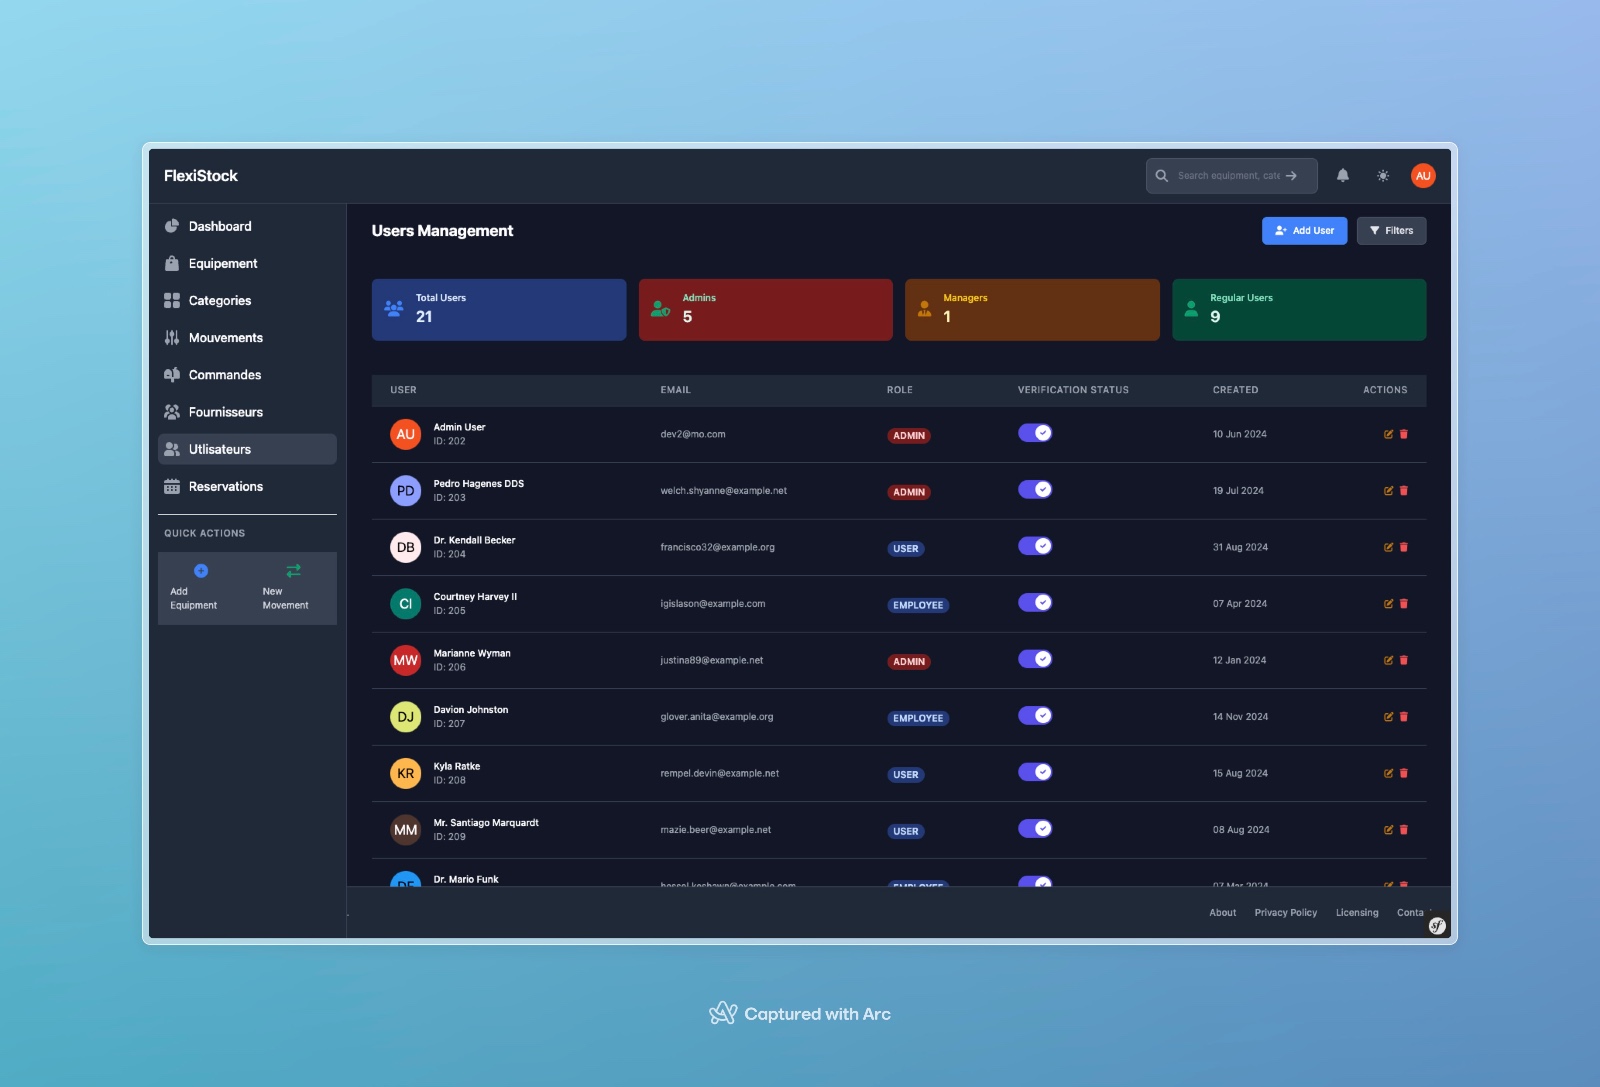 FlexiStock
Search equipment, cate
AU
Dashboard
Equipement
Categories
Mouvements
Commandes
Fournisseurs
Utlisateurs
Reservations
QUICK ACTIONS
Add
Equipment
New
Movement
Users Management
Add User
Filters
Total Users
21
Admins
5
Managers
1
Regular Users
9
USER EMAIL ROLE VERIFICATION STATUS CREATED ACTIONS
AU Admin User
ID: 202
dev2@mo.com ADMIN 10 Jun 2024
PD Pedro Hagenes DDS
ID: 203
welch.shyanne@example.net ADMIN 19 Jul 2024
DB Dr. Kendall Becker
ID: 204
francisco32@example.org USER 31 Aug 2024
CI Courtney Harvey II
ID: 205
igislason@example.com EMPLOYEE 07 Apr 2024
MW Marianne Wyman
ID: 206
justina89@example.net ADMIN 12 Jan 2024
DJ Davion Johnston
ID: 207
glover.anita@example.org EMPLOYEE 14 Nov 2024
KR Kyla Ratke
ID: 208
rempel.devin@example.net USER 15 Aug 2024
MM Mr. Santiago Marquardt
ID: 209
mazie.beer@example.net USER 08 Aug 2024
DF Dr. Mario Funk
EMPLOYEE 07 Mar 2024
About Privacy Policy Licensing Conta
sf
Captured with Arc